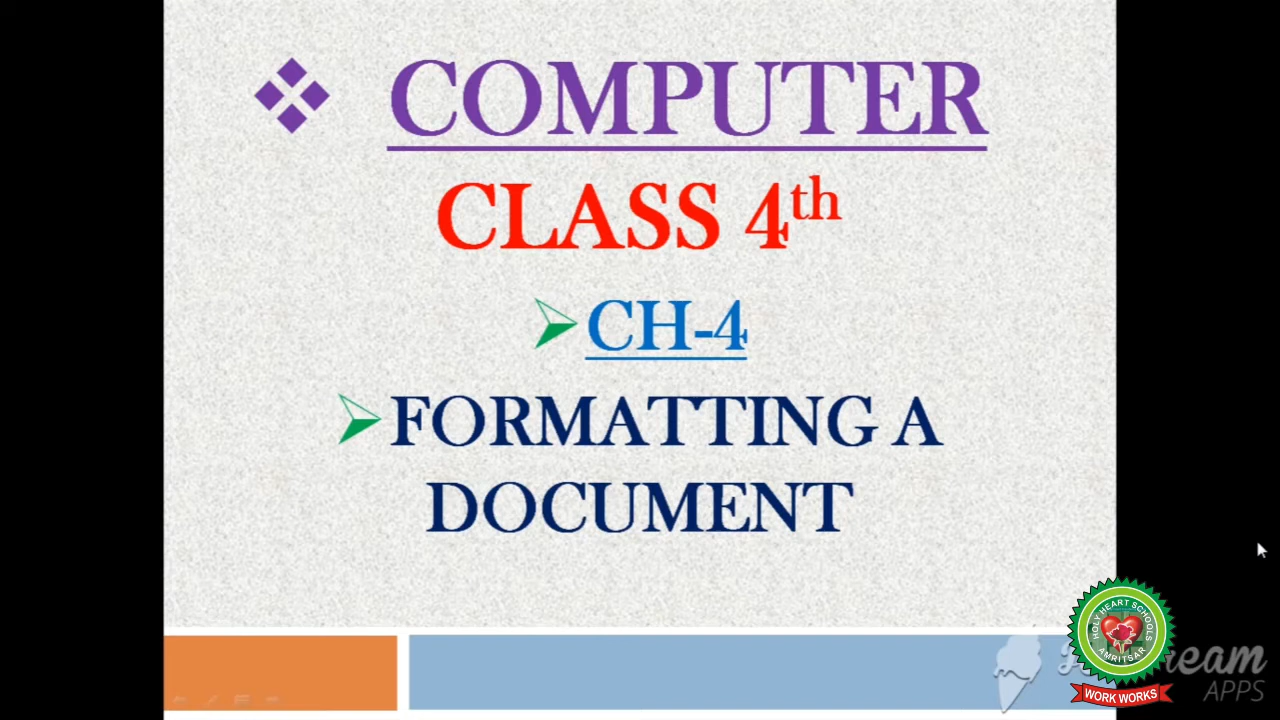 COMPUTER
CLASS 4th
CH-4
FORMATTING A
DOCUMENT
HOLY HEART SCHOOLS
AMRITSAR
WORK WORKS
APPS